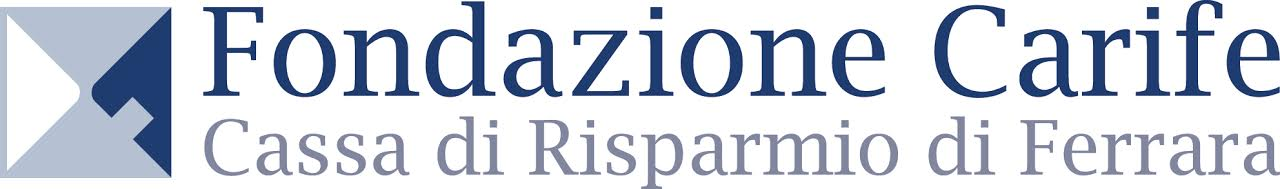 Fondazione Carife
Cassa di Risparmio di Ferrara